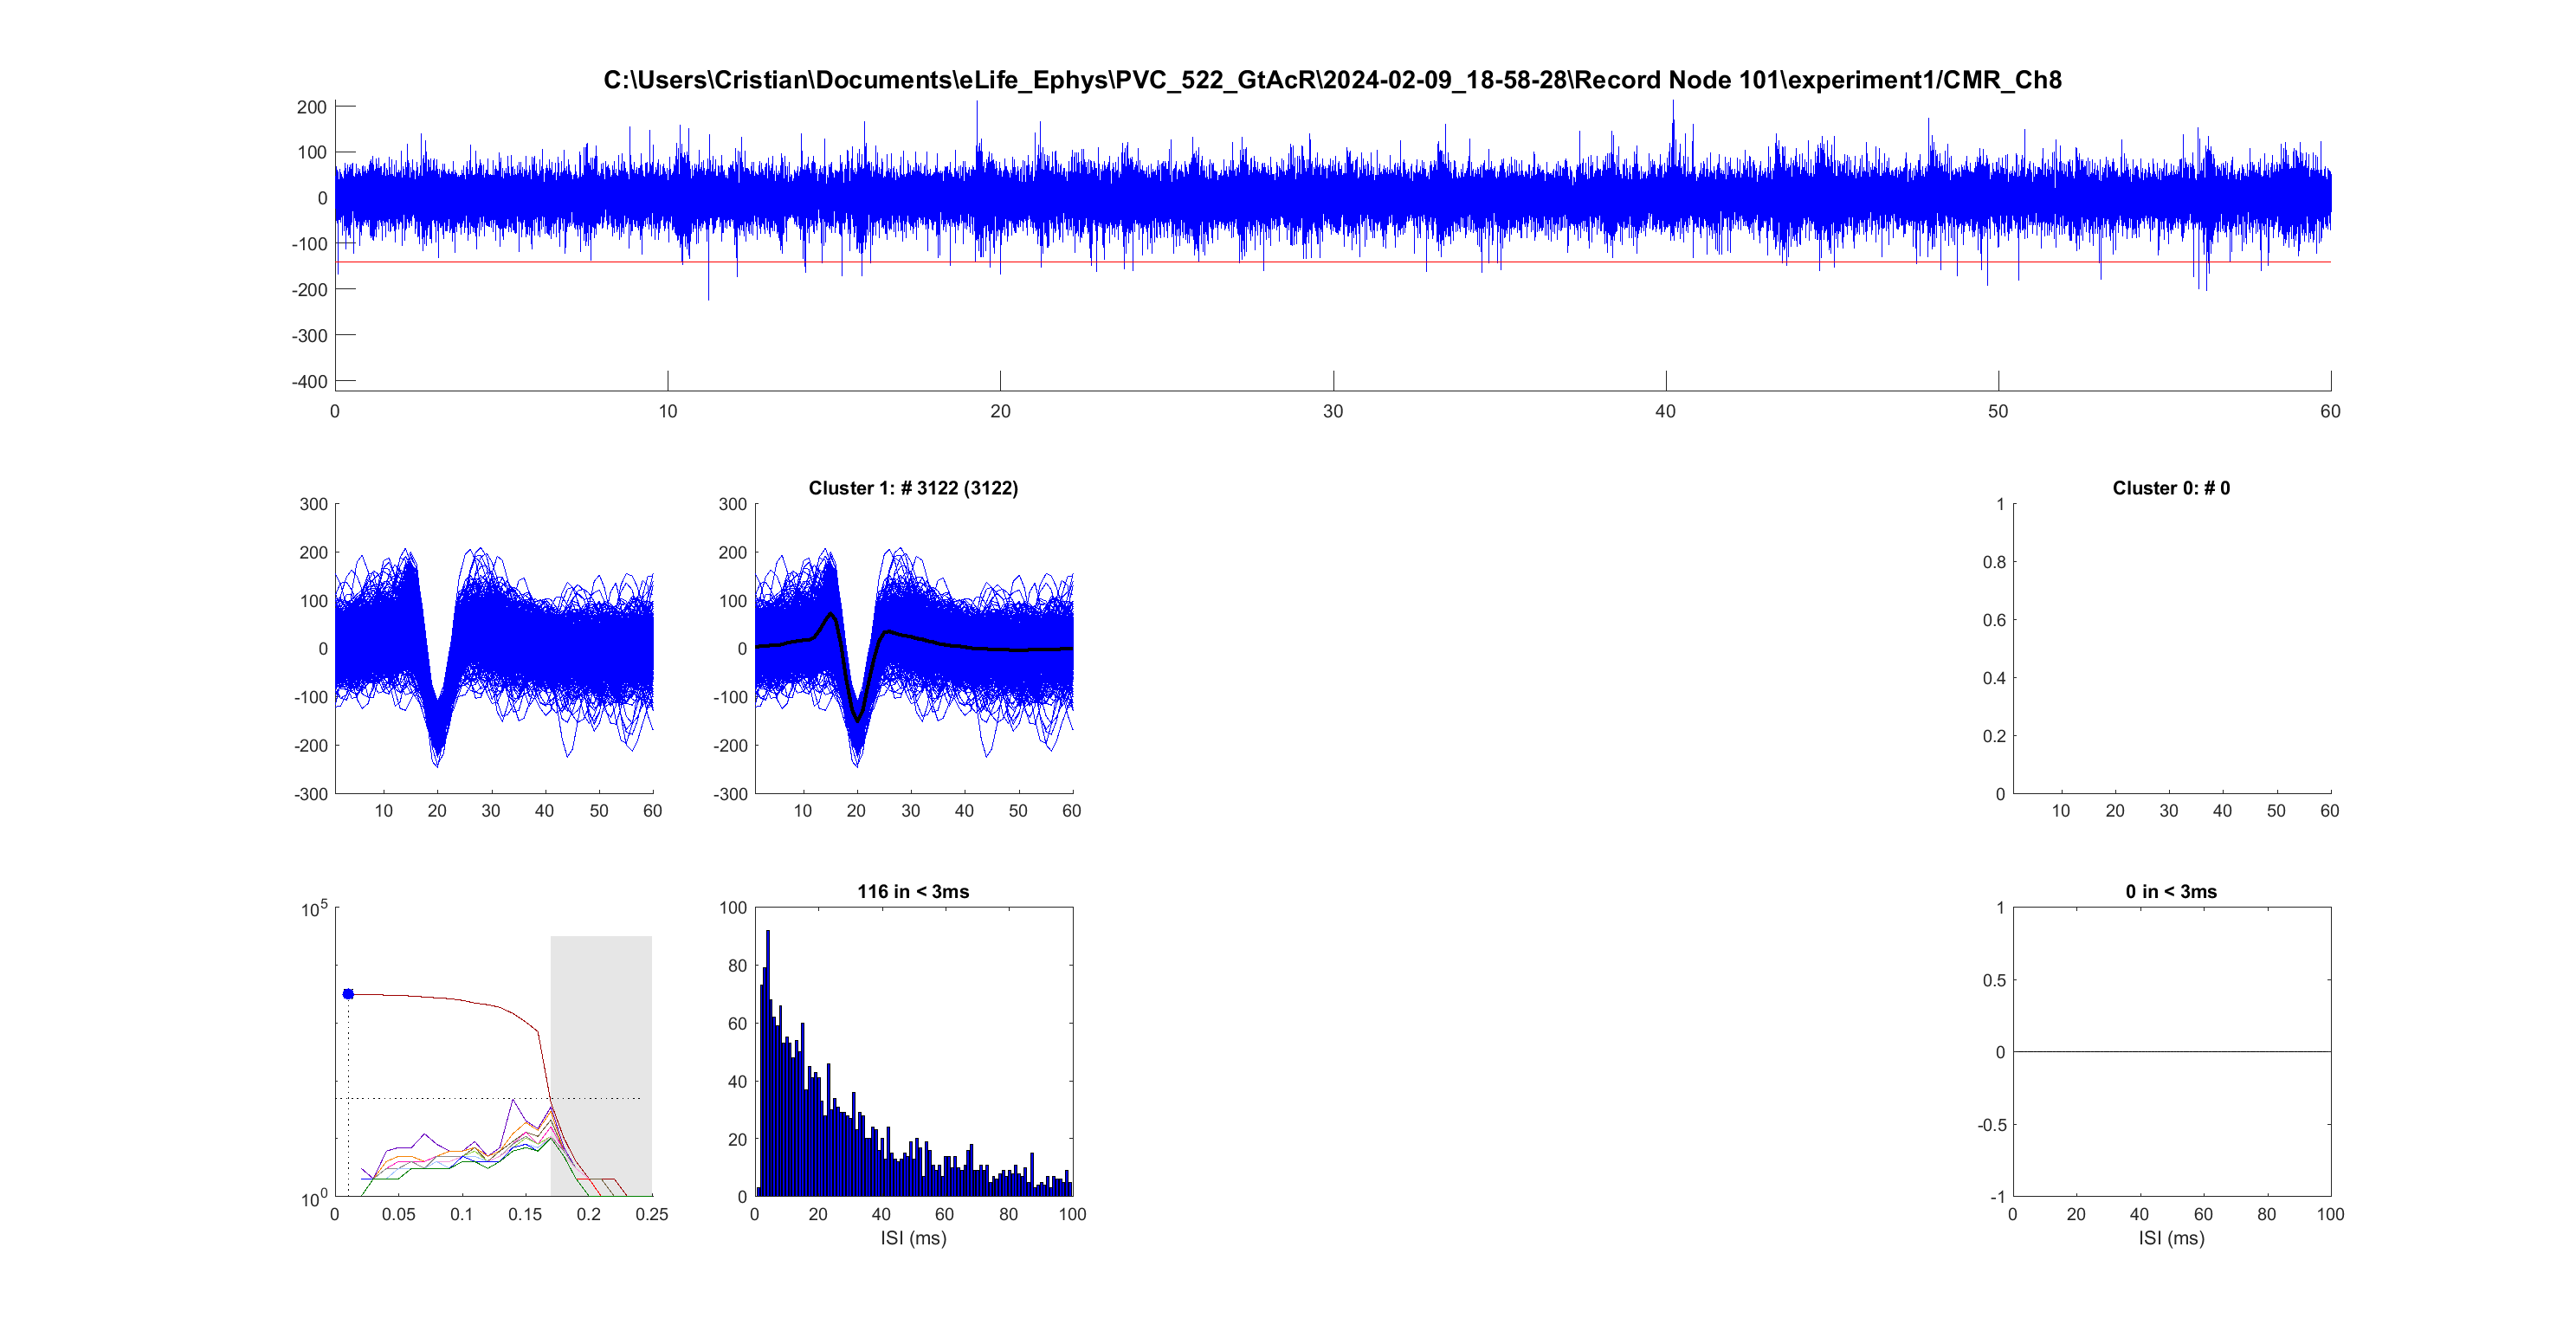 C:\Users\Cristian\Documents\eLife_Ephys\PVC_522_GtAcR\2024-02-09_18-58-28\Record Node 101\experiment1/CMR_Ch8
200
100
0
-100
-200
-300
-400
0 10 20 30 40 50 60
300
200
100
0
-100
-200
-300
10 20 30 40 50 60
Cluster 1: # 3122 (3122)
300
200
100
0
-100
-200
-300
10 20 30 40 50 60
Cluster 0: # 0
1
0.8
0.6
0.4
0.2
0
10 20 30 40 50 60
10^5
10^0
0 0.05 0.1 0.15 0.2 0.25
116 in < 3ms
100
80
60
40
20
0
0 20 40 60 80 100
ISI (ms)
0 in < 3ms
1
0.5
0
-0.5
-1
0 20 40 60 80 100
ISI (ms)